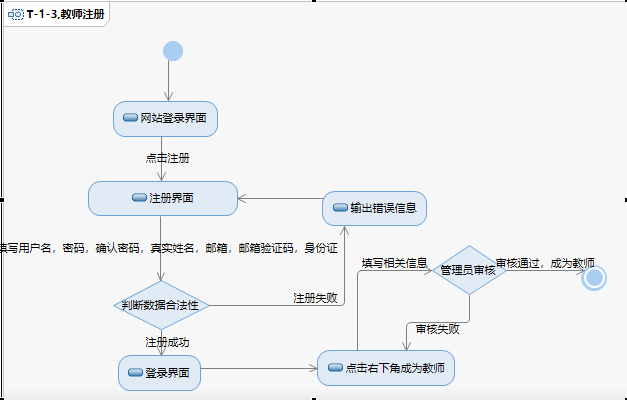 T-1-3,教师注册
网站登录界面
点击注册
注册界面
输出错误信息
填写用户名，密码，确认密码，真实姓名，邮箱，邮箱验证码，身份证
填写相关信息
管理员审核
审核通过，成为教师
判断数据合法性
注册失败
审核失败
注册成功
登录界面
点击右下角成为教师